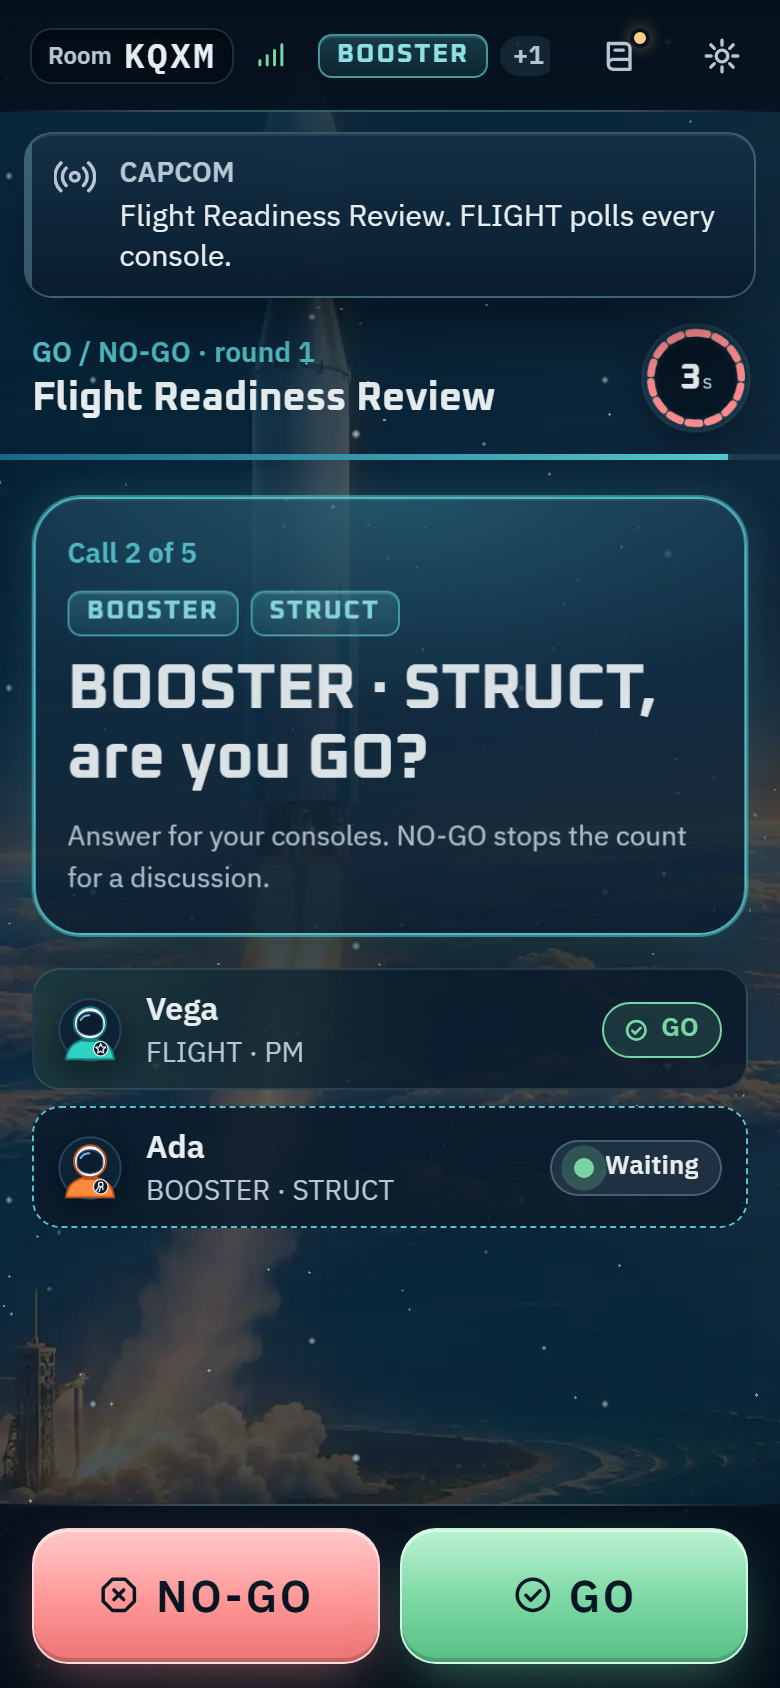 Room KQXM BOOSTER +1
CAPCOM
Flight Readiness Review. FLIGHT polls every
console.
GO / NO-GO · round 1
Flight Readiness Review
3s
Call 2 of 5
BOOSTER STRUCT
BOOSTER · STRUCT,
are you GO?
Answer for your consoles. NO-GO stops the count
for a discussion.
Vega
FLIGHT · PM
GO
Ada
BOOSTER · STRUCT
Waiting
NO-GO GO